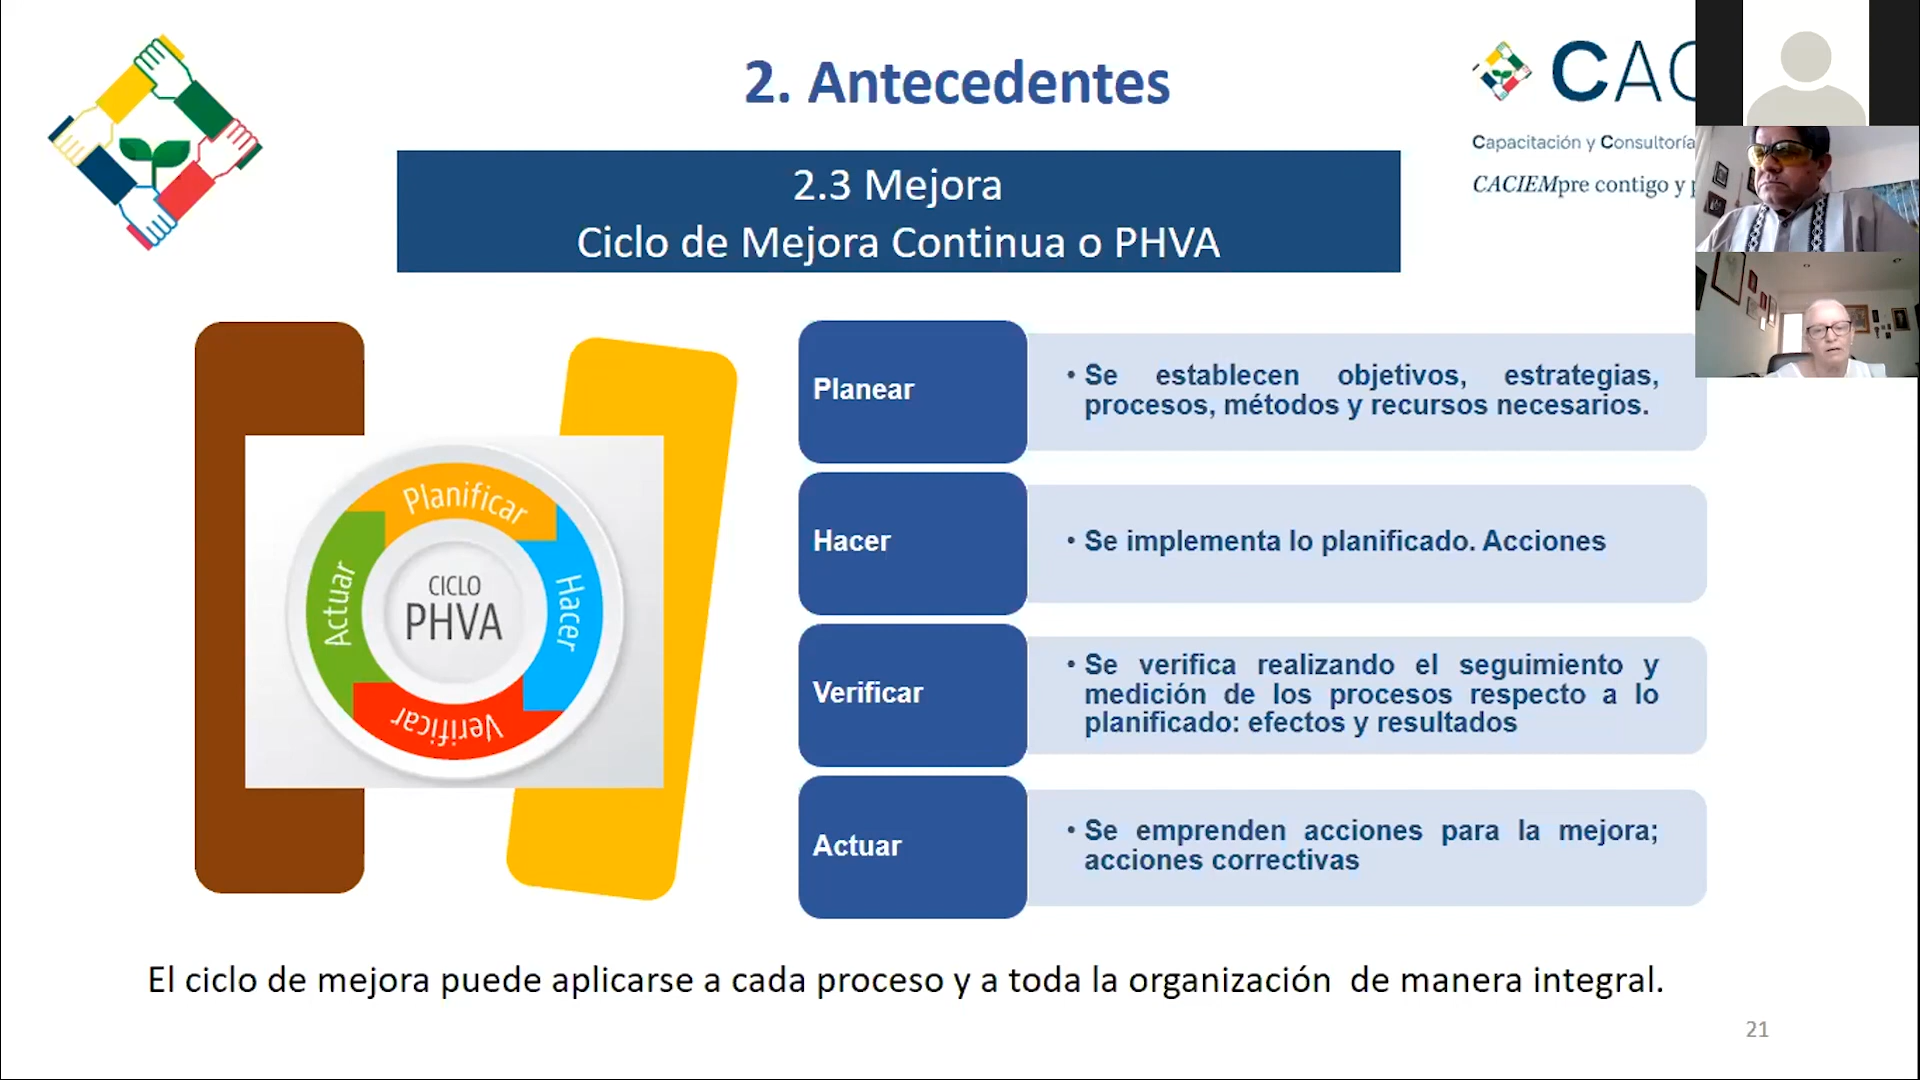 2. Antecedentes
CAC
Capacitación y Consultoría
CACIEMpre contigo y
2.3 Mejora
Ciclo de Mejora Continua o PHVA
Planificar
Hacer
Verificar
Actuar
CICLO
PHVA
Planear
• Se establecen objetivos, estrategias,
procesos, métodos y recursos necesarios.
Hacer
• Se implementa lo planificado. Acciones
Verificar
• Se verifica realizando el seguimiento y
medición de los procesos respecto a lo
planificado: efectos y resultados
Actuar
• Se emprenden acciones para la mejora;
acciones correctivas
El ciclo de mejora puede aplicarse a cada proceso y a toda la organización de manera integral.
21